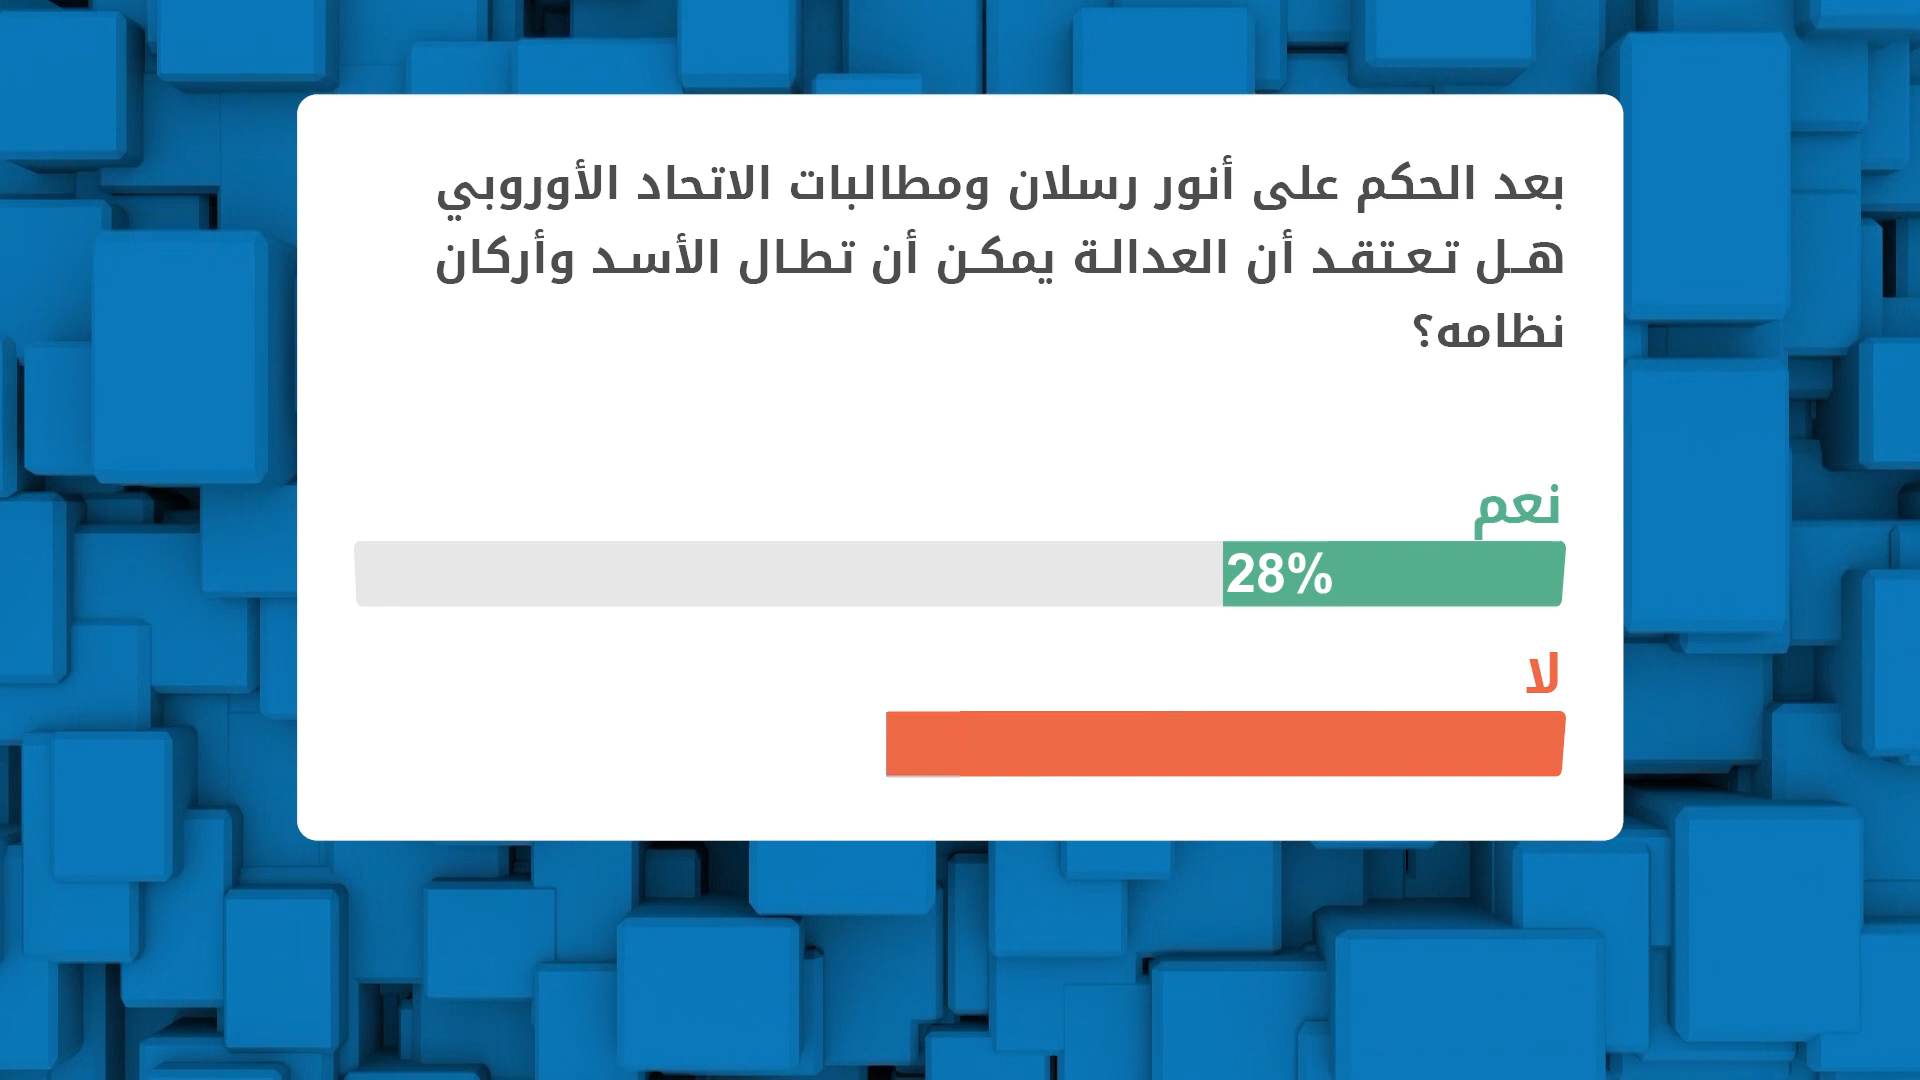 بعد الحكم على أنور رسلان ومطالبات الاتحاد الأوروبي
هل تعتقد أن العدالة يمكن أن تطال الأسد وأركان
نظامه؟
نعم
28%
لا